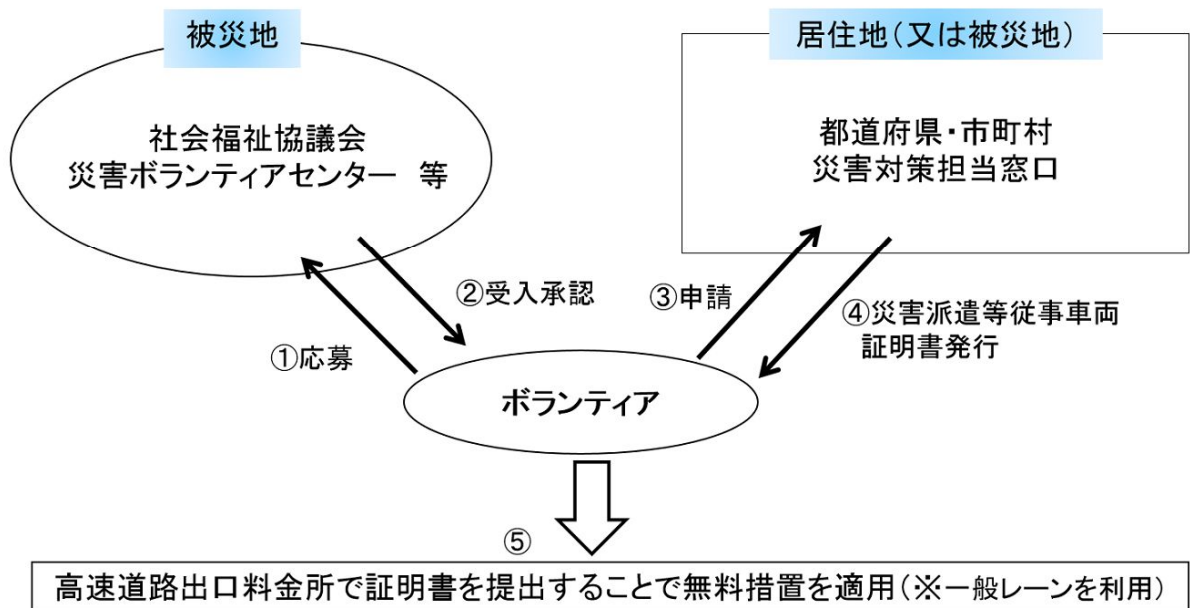 被災地
社会福祉協議会
災害ボランティアセンター 等
居住地(又は被災地)
都道府県・市町村
災害対策担当窓口
①応募
②受入承認
③申請
④災害派遣等従事車両
証明書発行
ボランティア
⑤
高速道路出口料金所で証明書を提出することで無料措置を適用(※一般レーンを利用)